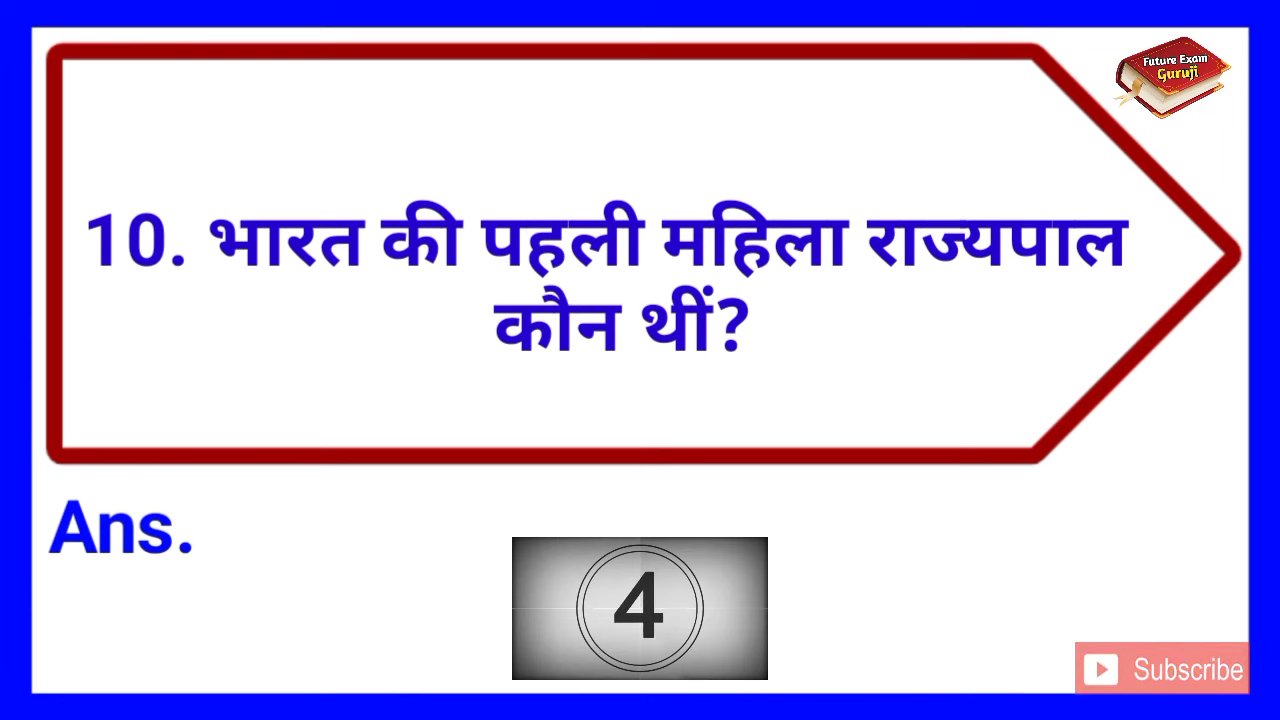 Future Exam
Guruji
10. भारत की पहली महिला राज्यपाल
कौन थीं?
Ans.
4
Subscribe